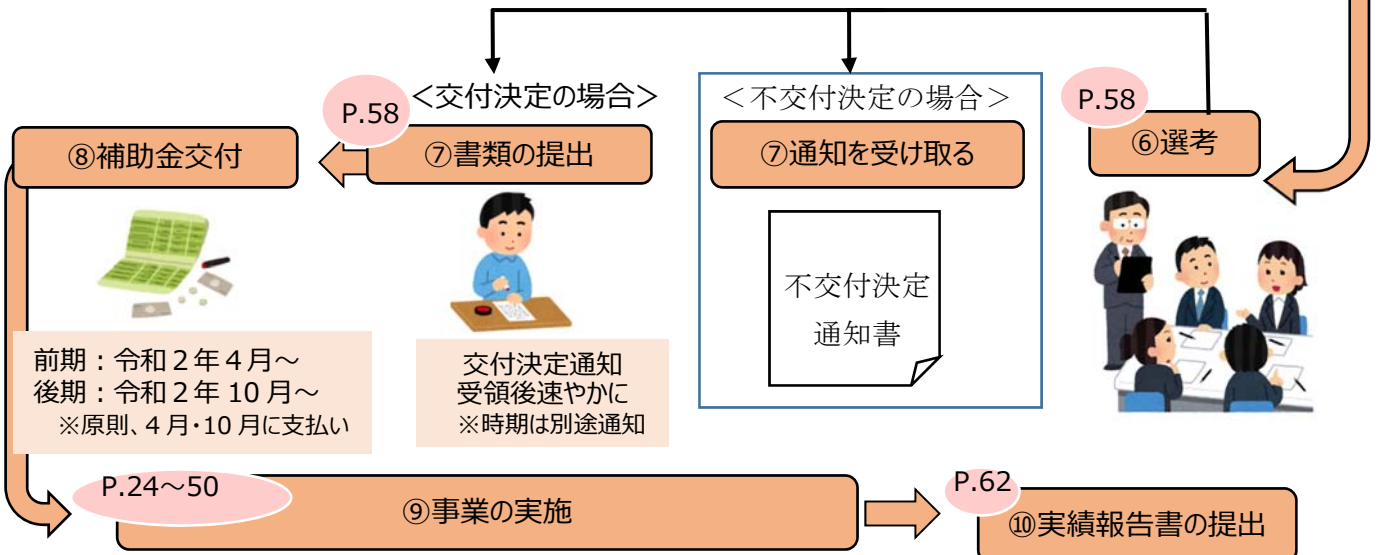 P.58
⑥選考
＜不交付決定の場合＞
⑦通知を受け取る
不交付決定
通知書
＜交付決定の場合＞
P.58
⑦書類の提出
交付決定通知
受領後速やかに
※時期は別途通知
⑧補助金交付
前期：令和２年４月～
後期：令和２年 10 月～
※原則、４月・10 月に支払い
P.24～50
⑨事業の実施
P.62
⑩実績報告書の提出